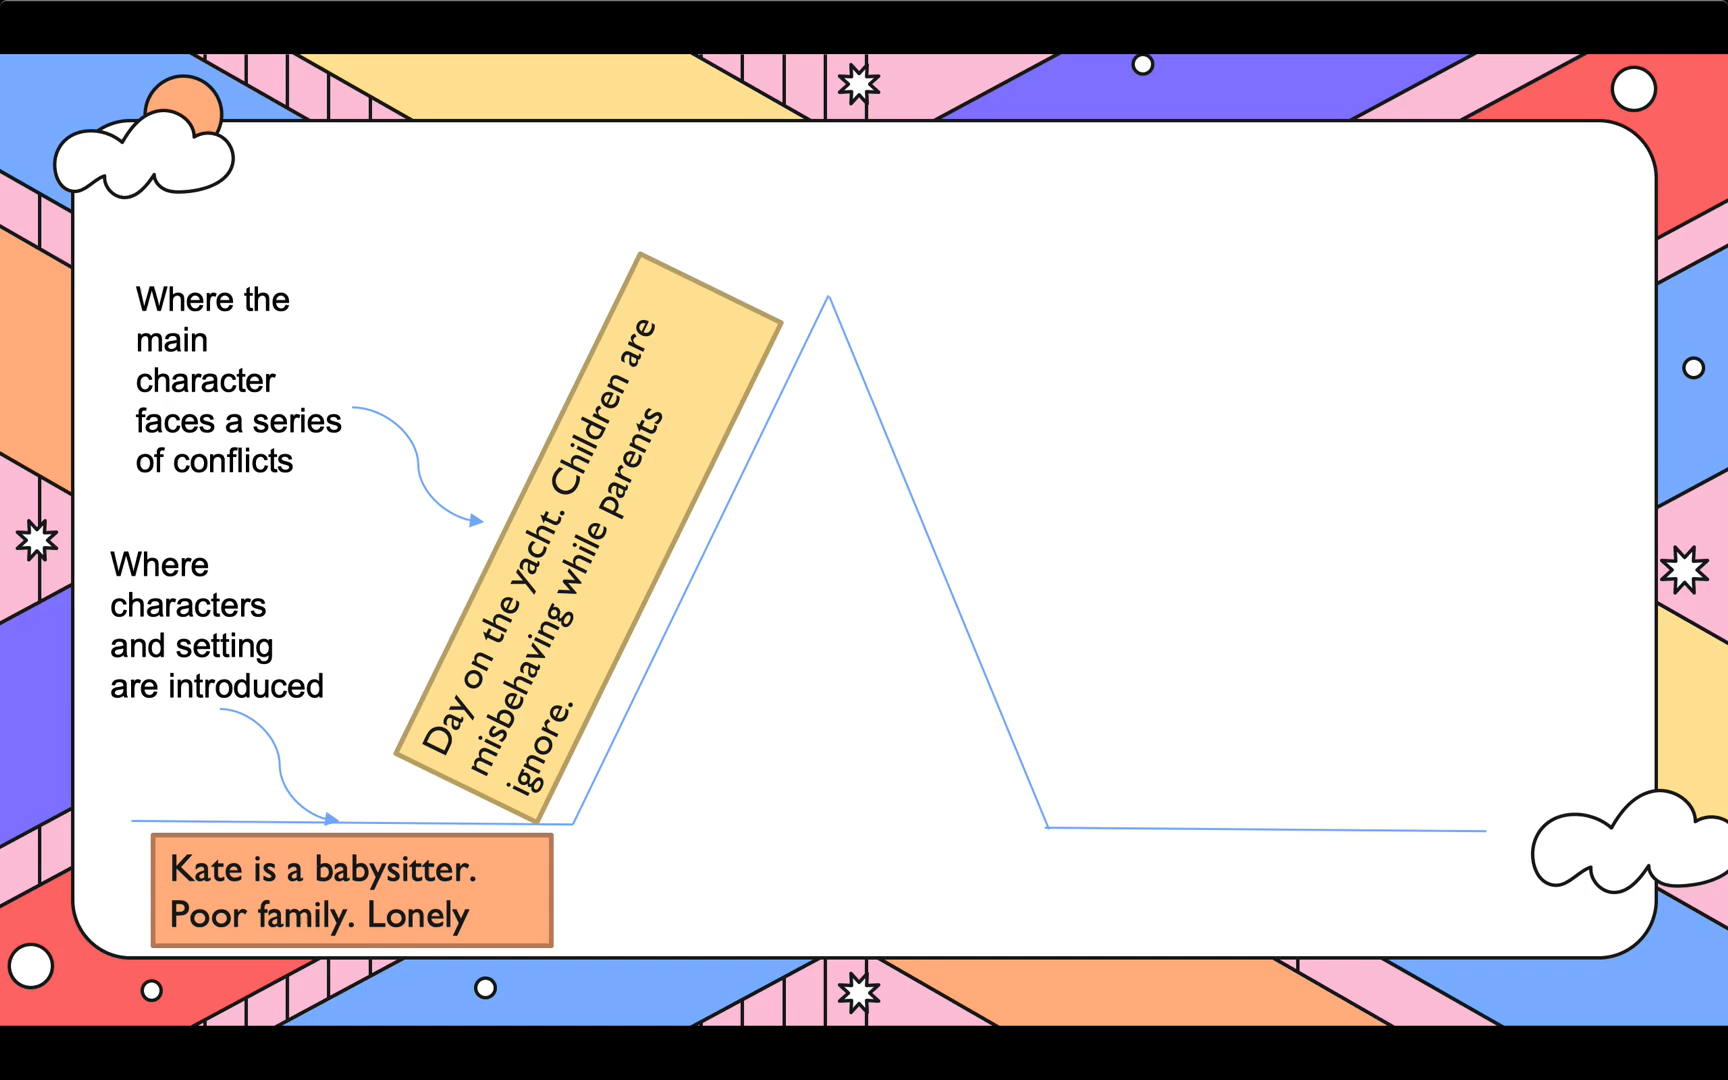 Where the
main
character
faces a series
of conflicts
Where
characters
and setting
are introduced
Day on the yacht. Children are
misbehaving while parents
ignore.
Kate is a babysitter.
Poor family. Lonely